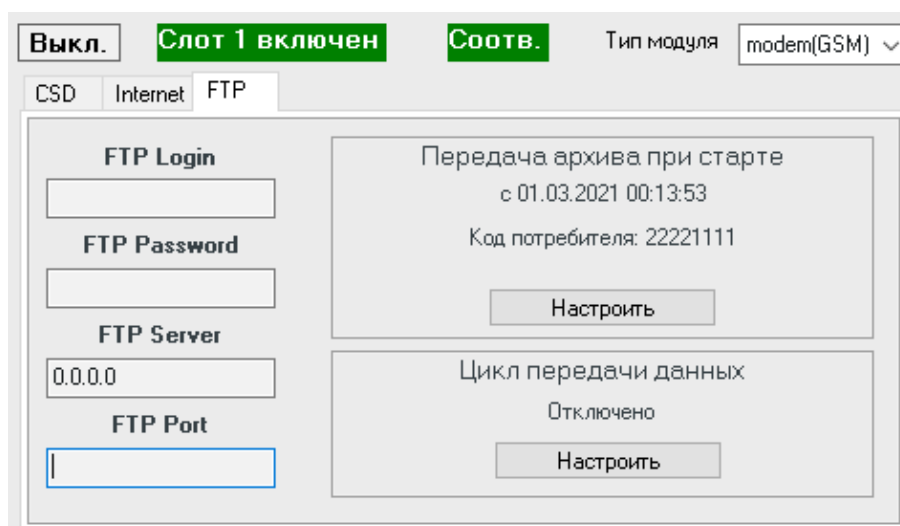 Выкл. Слот 1 включен Соотв. Тип модуля modem(GSM)
CSD Internet FTP
FTP Login
FTP Password
FTP Server
0.0.0.0
FTP Port
Передача архива при старте
с 01.03.2021 00:13:53
Код потребителя: 22221111
Настроить
Цикл передачи данных
Отключено
Настроить